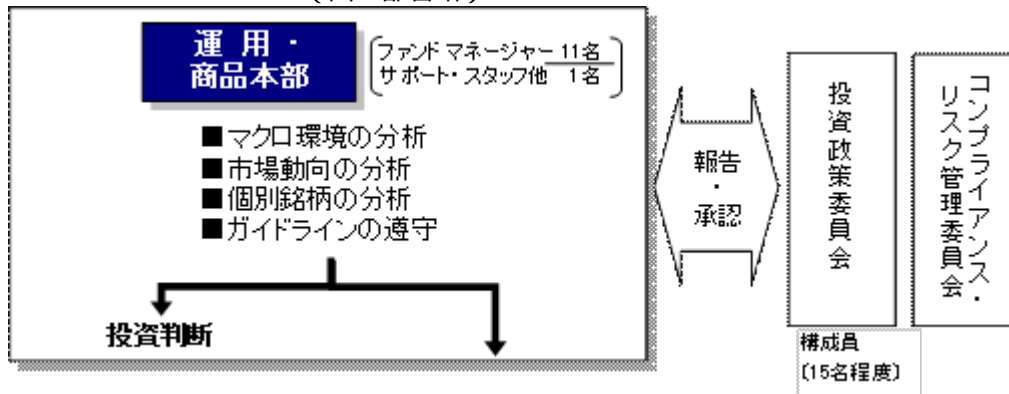 運 用 ・
商品本部
ファンド マネージャー 11名
サポート・スタッフ他 1名
■マクロ環境の分析
■市場動向の分析
■個別銘柄の分析
■ガイドラインの遵守
投資判断
報告
・
承認
投資政策委員会
コンプライアンス・
リスク管理委員会
構成員
〔15名程度〕